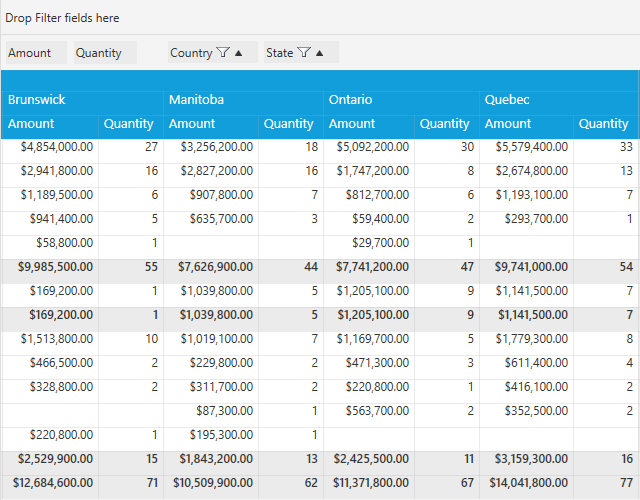 Drop Filter fields here
Amount Quantity Country State
Brunswick Manitoba Ontario Quebec
Amount Quantity Amount Quantity Amount Quantity Amount Quantity
$4,854,000.00 27 $3,256,200.00 18 $5,092,200.00 30 $5,579,400.00 33
$2,941,800.00 16 $2,827,200.00 16 $1,747,200.00 8 $2,674,800.00 13
$1,189,500.00 6 $907,800.00 7 $812,700.00 6 $1,193,100.00 7
$941,400.00 5 $635,700.00 3 $59,400.00 2 $293,700.00 1
$58,800.00 1 $29,700.00 1
$9,985,500.00 55 $7,626,900.00 44 $7,741,200.00 47 $9,741,000.00 54
$169,200.00 1 $1,039,800.00 5 $1,205,100.00 9 $1,141,500.00 7
$169,200.00 1 $1,039,800.00 5 $1,205,100.00 9 $1,141,500.00 7
$1,513,800.00 10 $1,019,100.00 7 $1,169,700.00 5 $1,779,300.00 8
$466,500.00 2 $229,800.00 2 $471,300.00 3 $611,400.00 4
$328,800.00 2 $311,700.00 2 $220,800.00 1 $416,100.00 2
$87,300.00 1 $563,700.00 2 $352,500.00 2
$220,800.00 1 $195,300.00 1
$2,529,900.00 15 $1,843,200.00 13 $2,425,500.00 11 $3,159,300.00 16
$12,684,600.00 71 $10,509,900.00 62 $11,371,800.00 67 $14,041,800.00 77